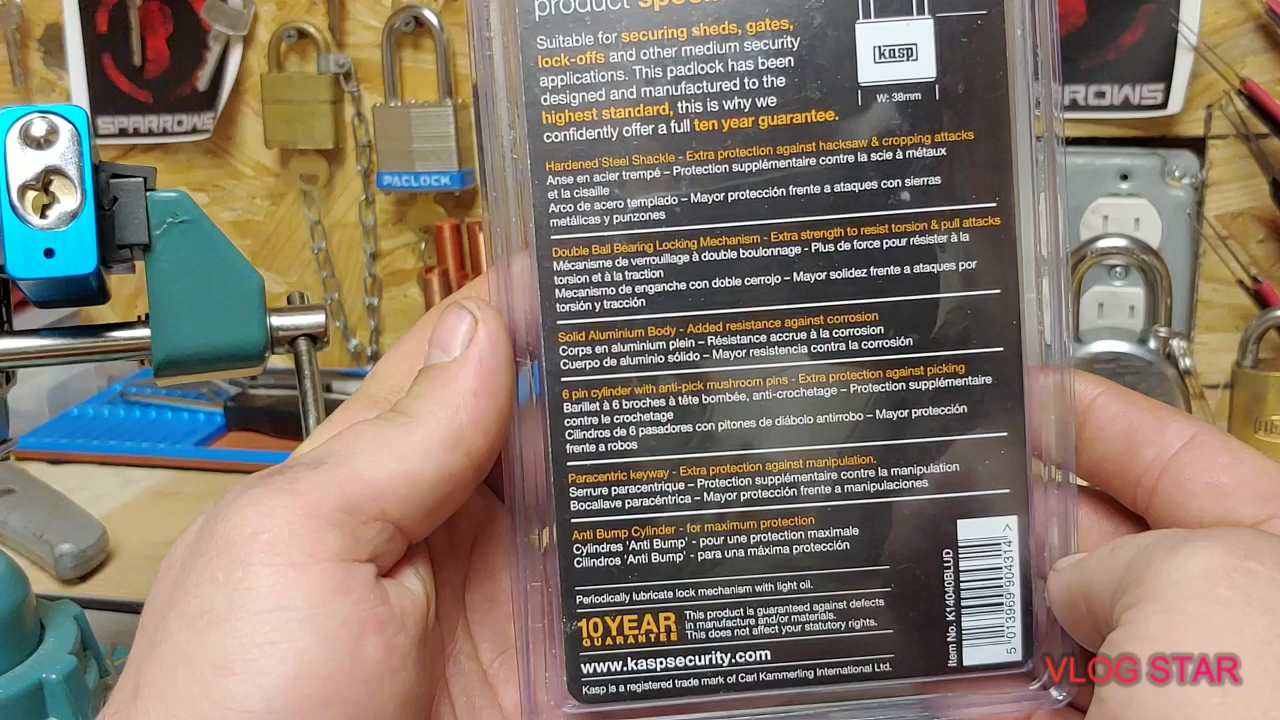 product
Suitable for securing sheds, gates,
lock-offs and other medium security
applications. This padlock has been
designed and manufactured to the
highest standard, this is why we
confidently offer a full ten year guarantee.
kasp
W: 38mm
Hardened Steel Shackle - Extra protection against hacksaw & cropping attacks
Anse en acier trempé – Protection supplémentaire contre la scie à métaux
et la cisaille
Arco de acero templado – Mayor protección frente a ataques con sierras
metálicas y punzones
Double Ball Bearing Locking Mechanism - Extra strength to resist torsion & pull attacks
Mécanisme de verrouillage à double boulonnage - Plus de force pour résister à la
torsion et à la traction
Mecanismo de enganche con doble cerrojo – Mayor solidez frente a ataques por
torsión y tracción
Solid Aluminium Body - Added resistance against corrosion
Corps en aluminium plein – Résistance accrue à la corrosion
Cuerpo de aluminio sólido – Mayor resistencia contra la corrosión
6 pin cylinder with anti-pick mushroom pins - Extra protection against picking
Barillet à 6 broches à tête bombée, anti-crochetage – Protection supplémentaire
contre le crochetage
Cilindros de 6 pasadores con pitones de diábolo antirrobo – Mayor protección
frente a robos
Paracentric keyway - Extra protection against manipulation.
Serrure paracentrique – Protection supplémentaire contre la manipulation
Bocallave paracéntrica – Mayor protección frente a manipulaciones
Anti Bump Cylinder - for maximum protection
Cylindres 'Anti Bump' - pour une protection maximale
Cilindros 'Anti Bump' - para una máxima protección
Periodically lubricate lock mechanism with light oil.
10 YEAR
GUARANTEE
This product is guaranteed against defects
in manufacture and/or materials.
This does not affect your statutory rights.
www.kaspsecurity.com
Kasp is a registered trade mark of Carl Kammerling International Ltd.
Item No. K14040BLUD
5 013969 904314 >
SPARROWS
PACLOCK
ROWS
VLOG STAR